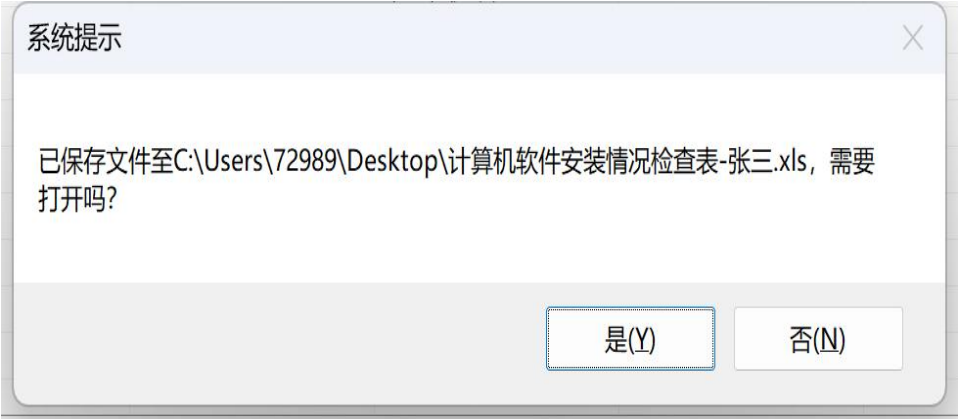 系统提示
已保存文件至C:\Users\72989\Desktop\计算机软件安装情况检查表-张三.xls，需要
打开吗?
是(Y)
否(N)